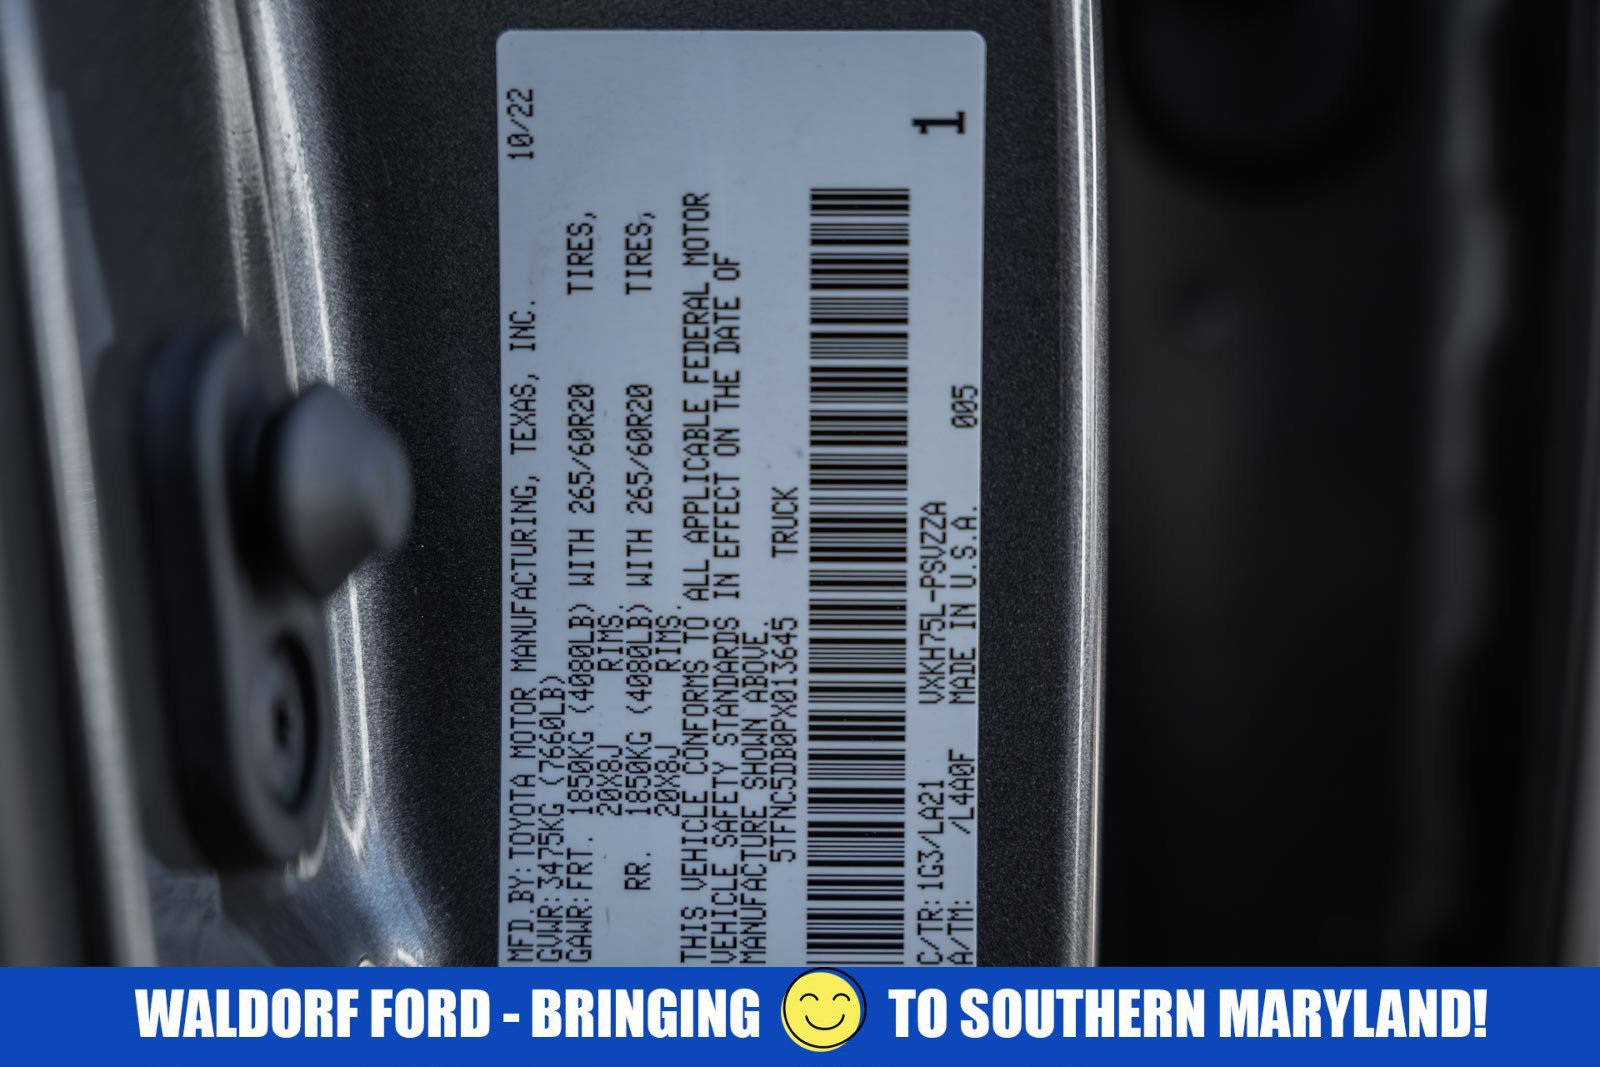 10/22
MFD.BY: TOYOTA MOTOR MANUFACTURING, TEXAS, INC.
GVWR: 3475KG (7660LB)
GAWR: FRT. 1850KG (4080LB) WITH 265/60R20 TIRES,
20X8J RIMS.
RR. 1850KG (4080LB) WITH 265/60R20 TIRES,
20X8J RIMS.
THIS VEHICLE CONFORMS TO ALL APPLICABLE FEDERAL MOTOR
VEHICLE SAFETY STANDARDS IN EFFECT ON THE DATE OF
MANUFACTURE SHOWN ABOVE.
5TFNC5DB0PX013645 TRUCK
1
C/TR: 1G3/LA21 VXKH75L-PSVZZA
A/TM: /L4A0F MADE IN U.S.A. 005
WALDORF FORD - BRINGING TO SOUTHERN MARYLAND!